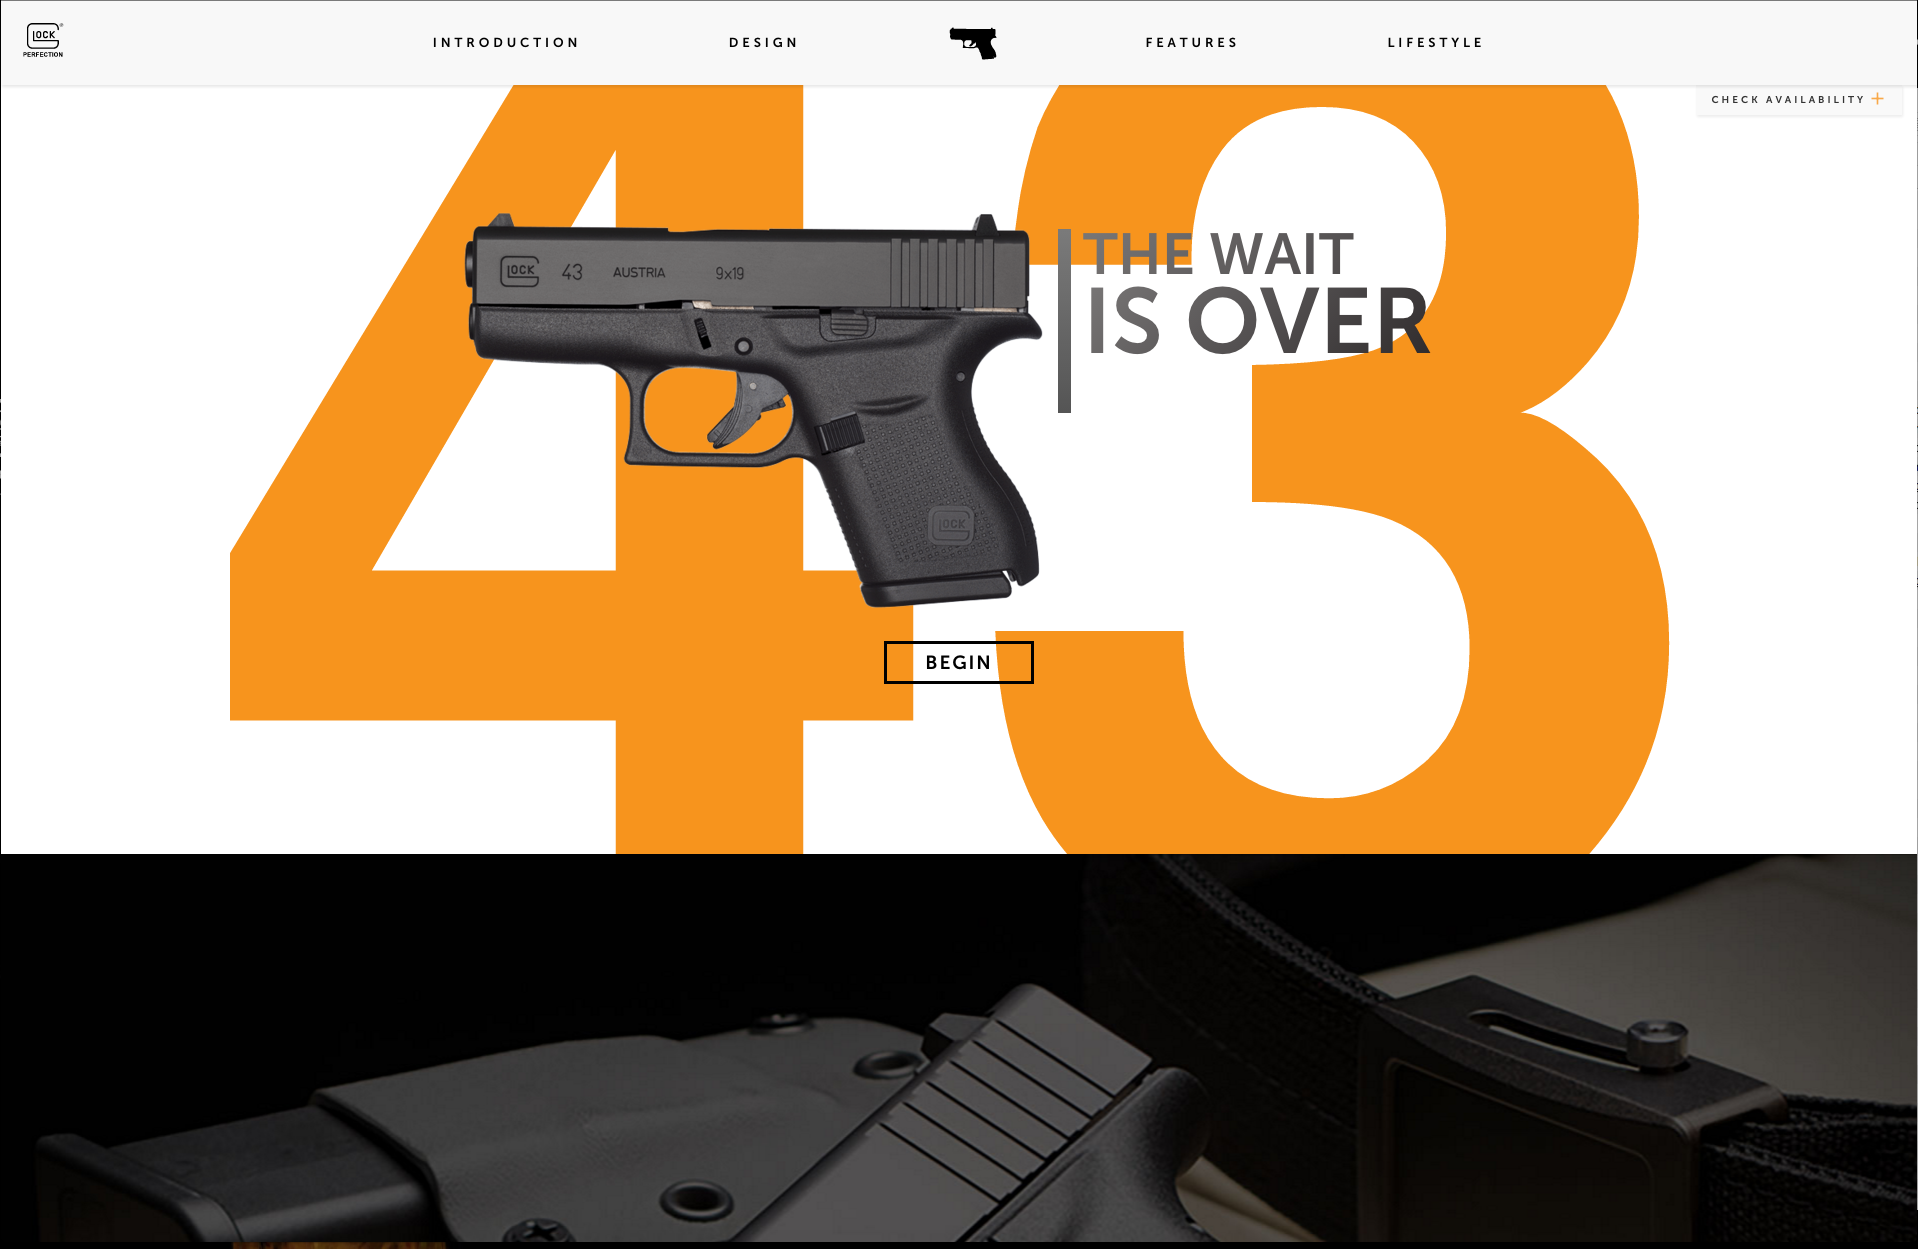 GLOCK
PERFECTION
INTRODUCTION
DESIGN
FEATURES
LIFESTYLE
CHECK AVAILABILITY +
43
GLOCK 43 AUSTRIA 9x19
THE WAIT
IS OVER
GLOCK
BEGIN